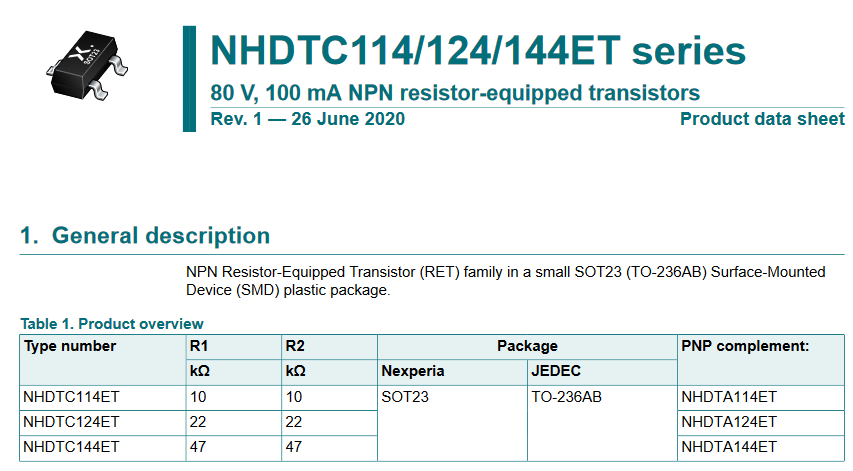 SOT23
NHDTC114/124/144ET series
80 V, 100 mA NPN resistor-equipped transistors
Rev. 1 — 26 June 2020 Product data sheet
1. General description
NPN Resistor-Equipped Transistor (RET) family in a small SOT23 (TO-236AB) Surface-Mounted
Device (SMD) plastic package.
Table 1. Product overview
Type number R1 R2 Package PNP complement:
kΩ kΩ Nexperia JEDEC
NHDTC114ET 10 10 SOT23 TO-236AB NHDTA114ET
NHDTC124ET 22 22 NHDTA124ET
NHDTC144ET 47 47 NHDTA144ET